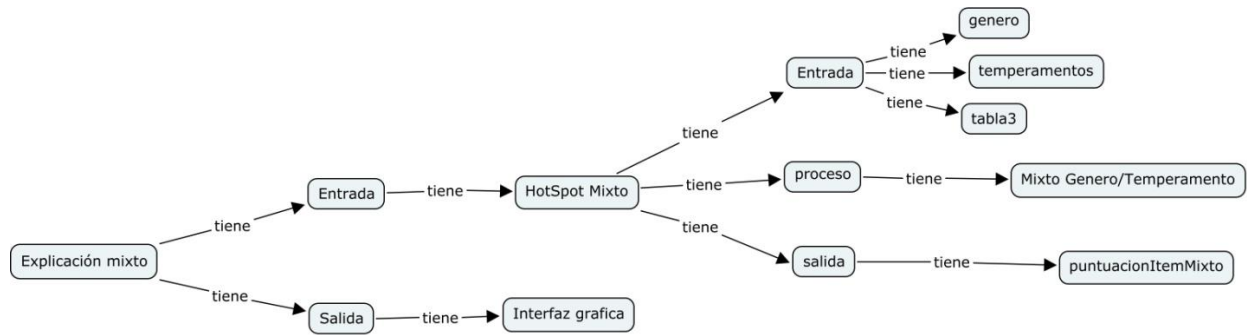 genero
tiene
Entrada
tiene
temperamentos
tiene
tabla3
tiene
proceso
tiene
Mixto Genero/Temperamento
Entrada
tiene
HotSpot Mixto
tiene
tiene
tiene
Explicación mixto
salida
tiene
puntuacionItemMixto
tiene
Salida
tiene
Interfaz grafica